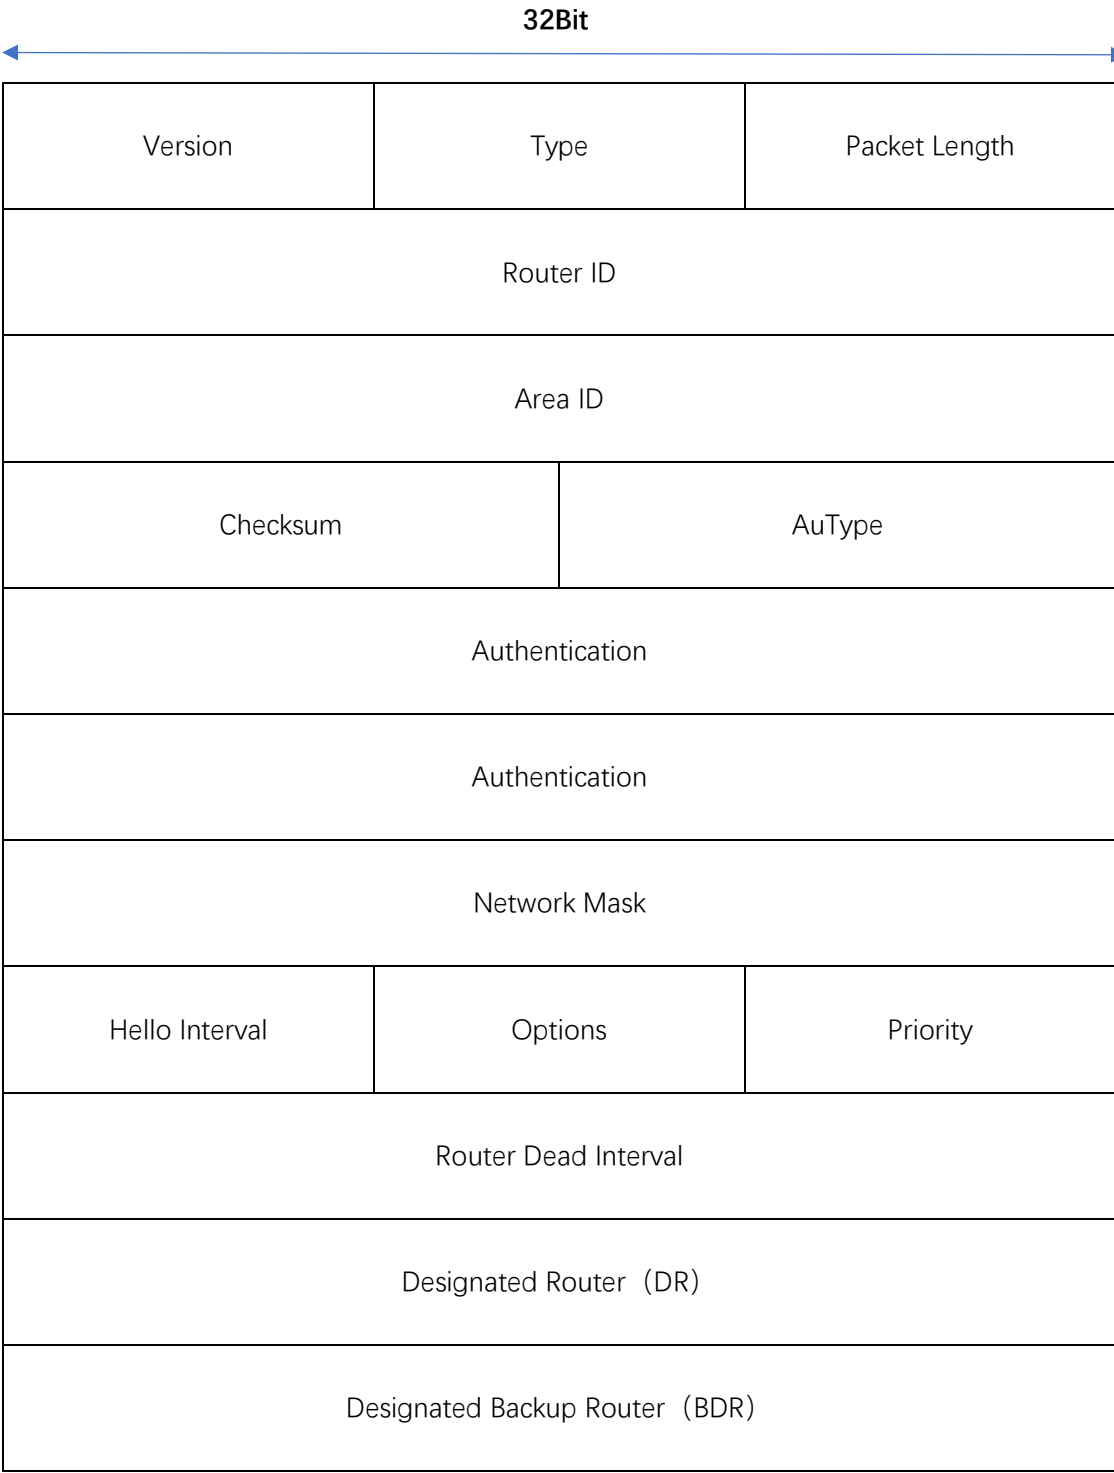 32Bit
Version Type Packet Length
Router ID
Area ID
Checksum AuType
Authentication
Authentication
Network Mask
Hello Interval Options Priority
Router Dead Interval
Designated Router（DR）
Designated Backup Router（BDR）